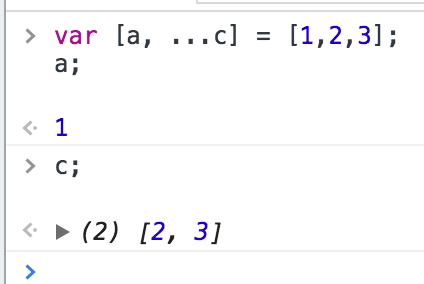 > var [a, ...c] = [1,2,3];
a;
1
> c;
▶ (2) [2, 3]
>